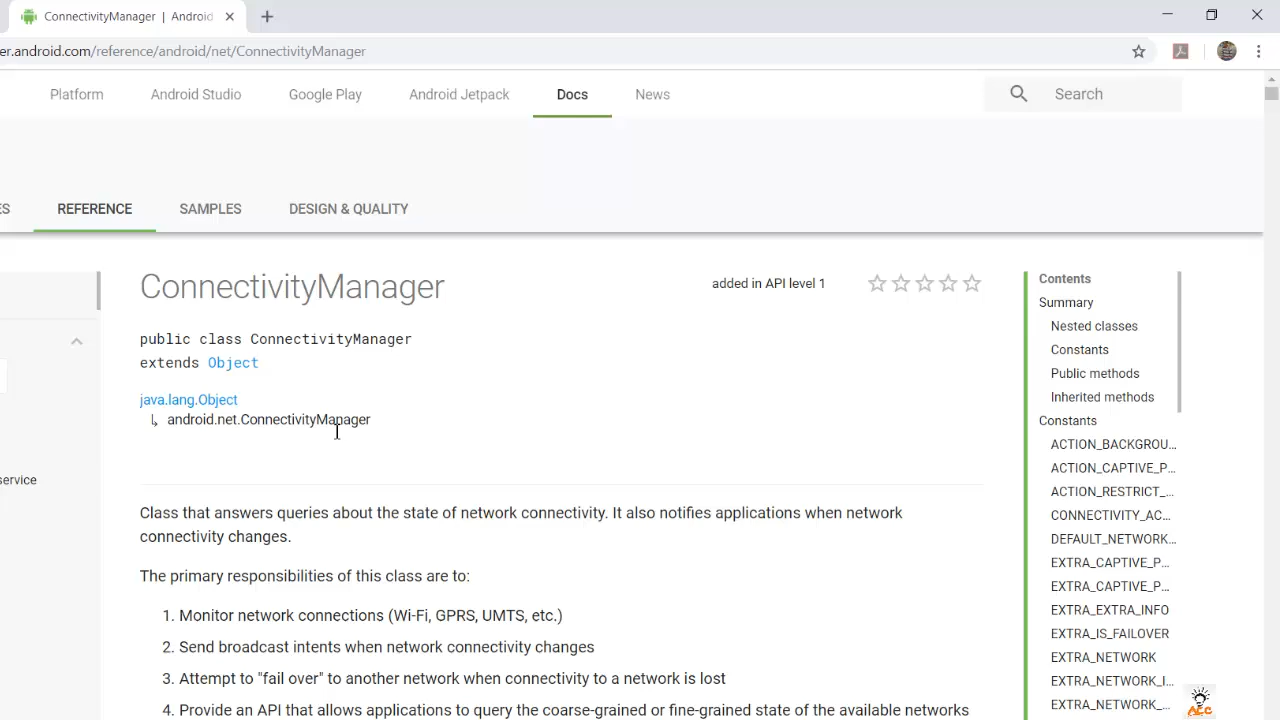 ConnectivityManager | Android
er.android.com/reference/android/net/ConnectivityManager
Platform
Android Studio
Google Play
Android Jetpack
Docs
News
Search
ES
REFERENCE
SAMPLES
DESIGN & QUALITY
ConnectivityManager
added in API level 1
public class ConnectivityManager
extends Object
java.lang.Object
↳ android.net.ConnectivityManager
service
Class that answers queries about the state of network connectivity. It also notifies applications when network
connectivity changes.
The primary responsibilities of this class are to:
1. Monitor network connections (Wi-Fi, GPRS, UMTS, etc.)
2. Send broadcast intents when network connectivity changes
3. Attempt to "fail over" to another network when connectivity to a network is lost
4. Provide an API that allows applications to query the coarse-grained or fine-grained state of the available networks
Contents
Summary
Nested classes
Constants
Public methods
Inherited methods
Constants
ACTION_BACKGROU...
ACTION_CAPTIVE_P...
ACTION_RESTRICT_...
CONNECTIVITY_AC...
DEFAULT_NETWORK...
EXTRA_CAPTIVE_P...
EXTRA_CAPTIVE_P...
EXTRA_EXTRA_INFO
EXTRA_IS_FAILOVER
EXTRA_NETWORK
EXTRA_NETWORK_I...
EXTRA_NETWORK_...
AEC